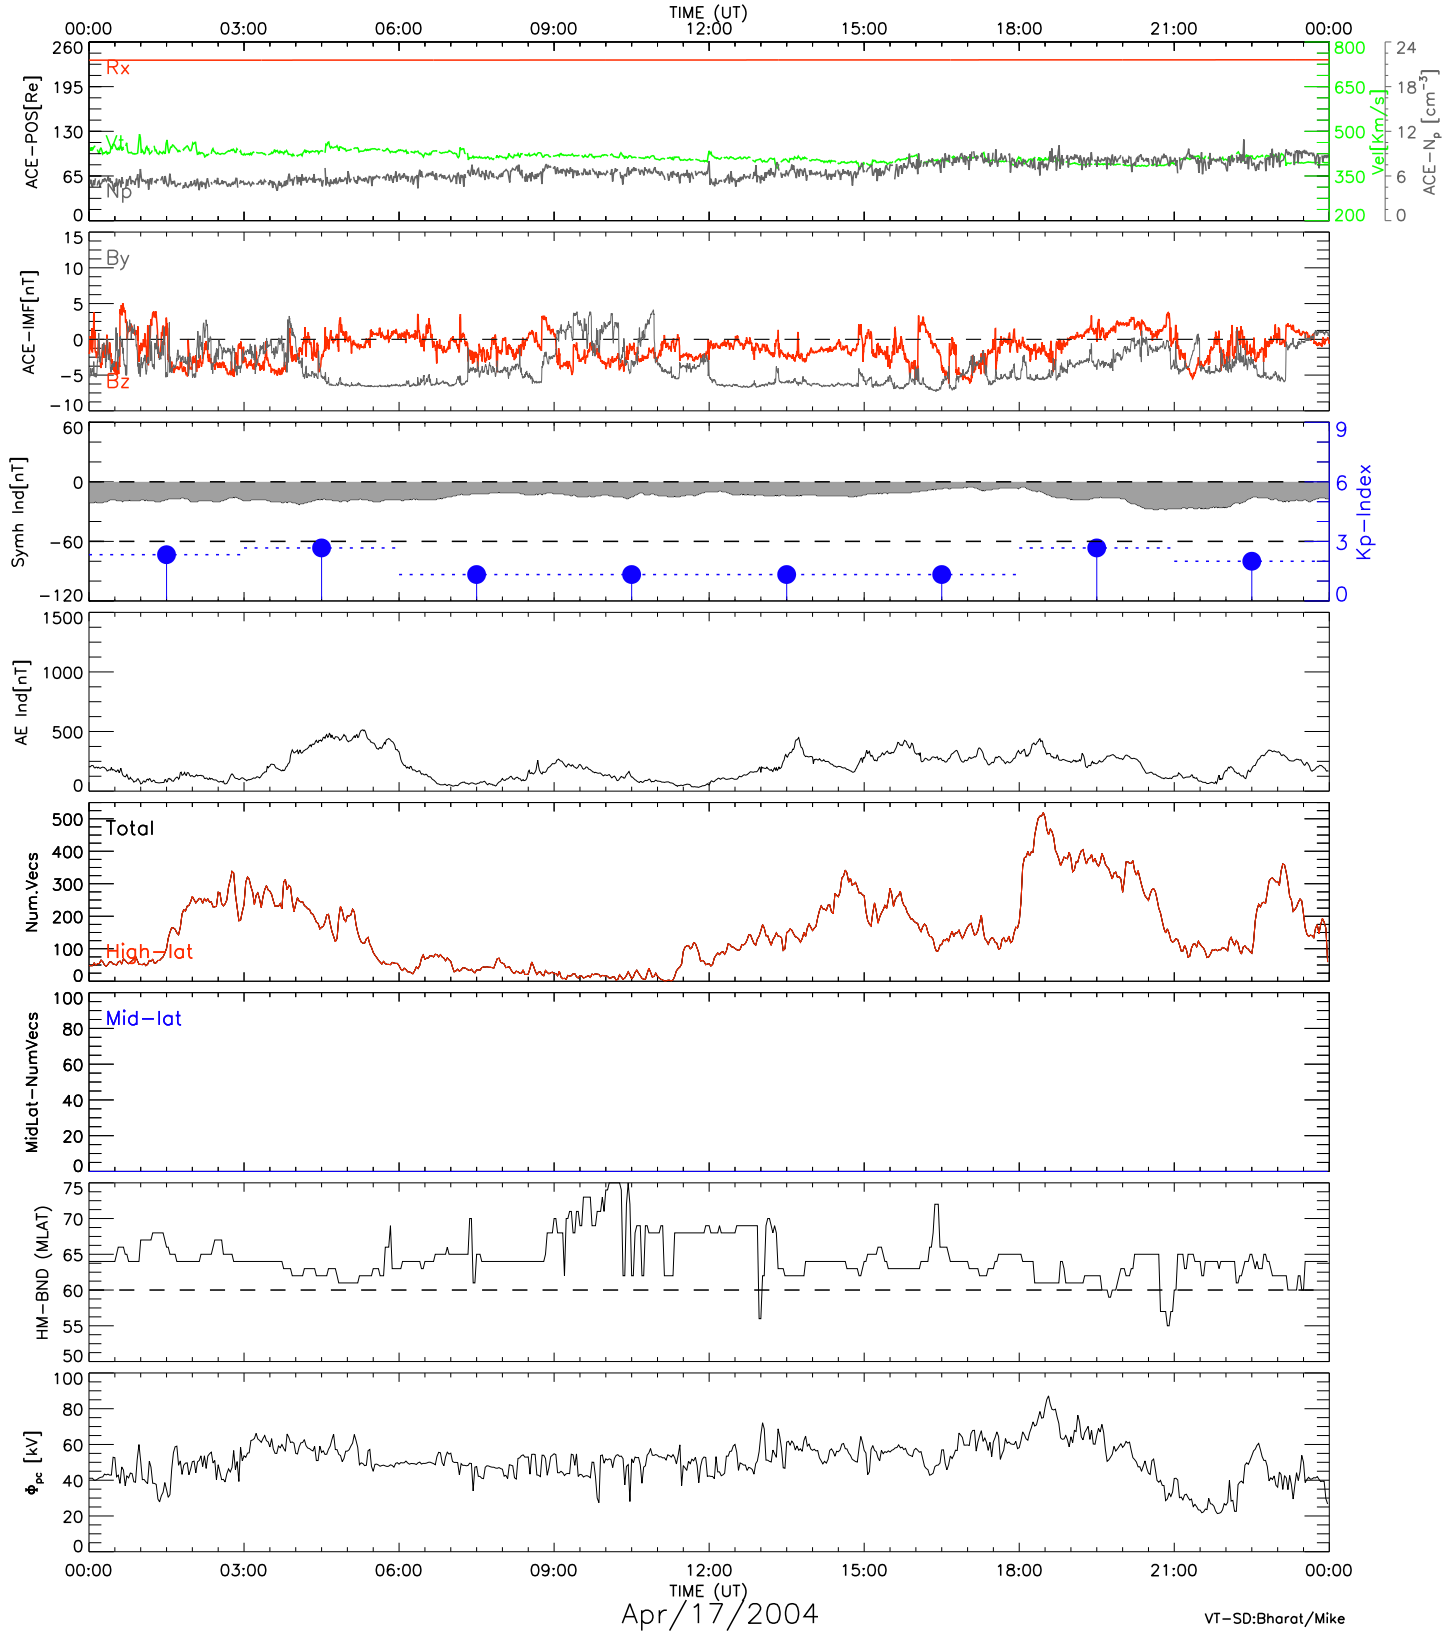 TIME (UT)
00:00 03:00 06:00 09:00 12:00 15:00 18:00 21:00 00:00
ACE-POS[Re]
260
195
130
65
0
Rx
Vt
Np
800
650
500
350
200
Vel[Km/s]
24
18
12
6
0
ACE-Np [cm-3]
ACE-IMF[nT]
15
10
5
0
-5
-10
By
Bz
Symh Ind[nT]
60
0
-60
-120
9
6
3
0
Kp-Index
AE Ind[nT]
1500
1000
500
0
Num.Vecs
500
400
300
200
100
0
Total
High-lat
MidLat-NumVecs
100
80
60
40
20
0
Mid-lat
HM-BND (MLAT)
75
70
65
60
55
50
Φpc [kV]
100
80
60
40
20
0
00:00 03:00 06:00 09:00 12:00 15:00 18:00 21:00 00:00
TIME (UT)
Apr/17/2004
VT-SD:Bharat/Mike